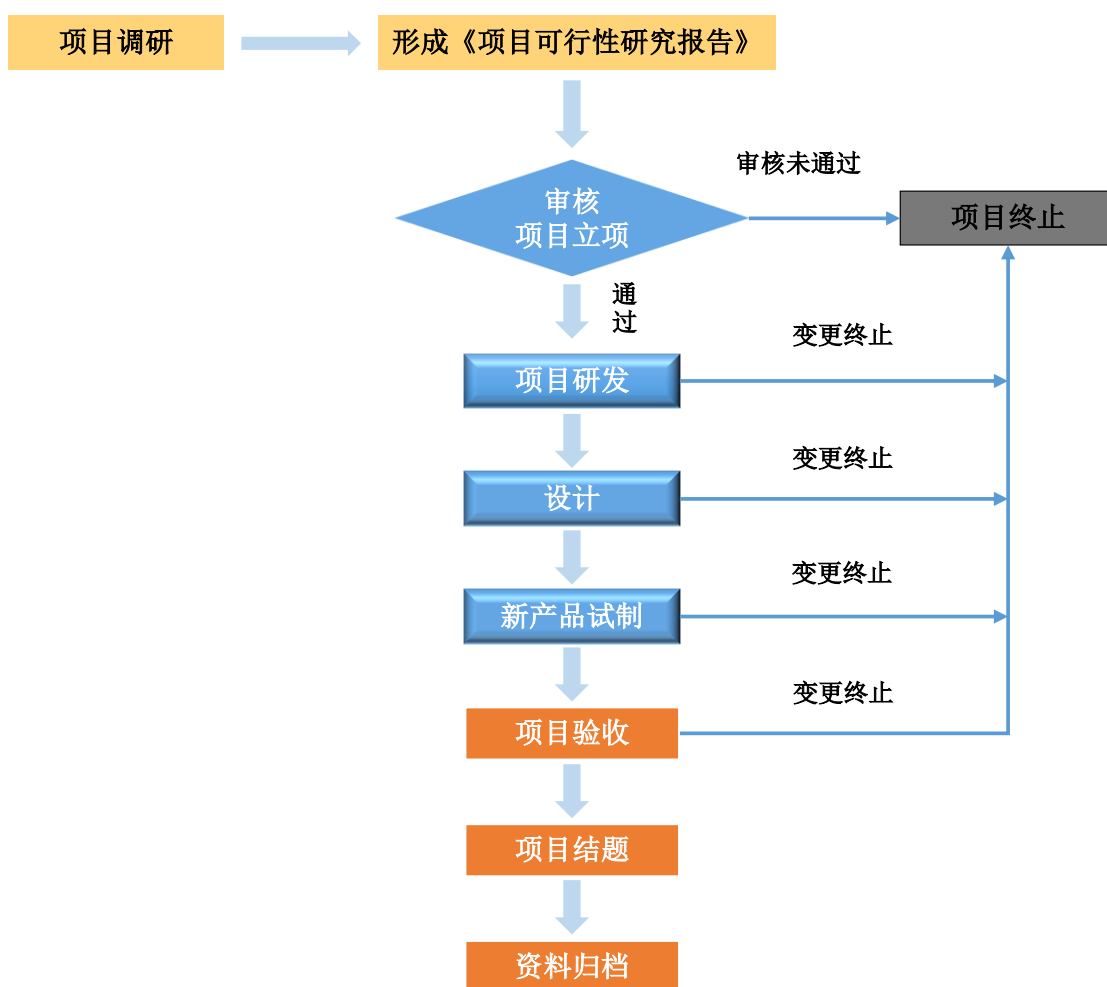 项目调研
形成《项目可行性研究报告》
审核未通过
审核
项目立项
项目终止
通
过
变更终止
项目研发
变更终止
设计
变更终止
新产品试制
变更终止
项目验收
项目结题
资料归档